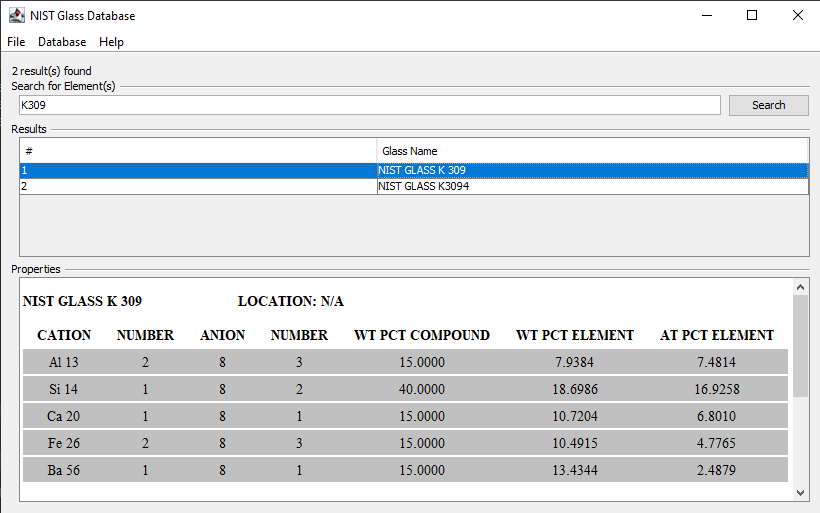 NIST Glass Database
File Database Help
2 result(s) found
Search for Element(s)
K309 Search
Results
# Glass Name
1 NIST GLASS K 309
2 NIST GLASS K3094
Properties
NIST GLASS K 309 LOCATION: N/A
CATION NUMBER ANION NUMBER WT PCT COMPOUND WT PCT ELEMENT AT PCT ELEMENT
Al 13 2 8 3 15.0000 7.9384 7.4814
Si 14 1 8 2 40.0000 18.6986 16.9258
Ca 20 1 8 1 15.0000 10.7204 6.8010
Fe 26 2 8 3 15.0000 10.4915 4.7765
Ba 56 1 8 1 15.0000 13.4344 2.4879